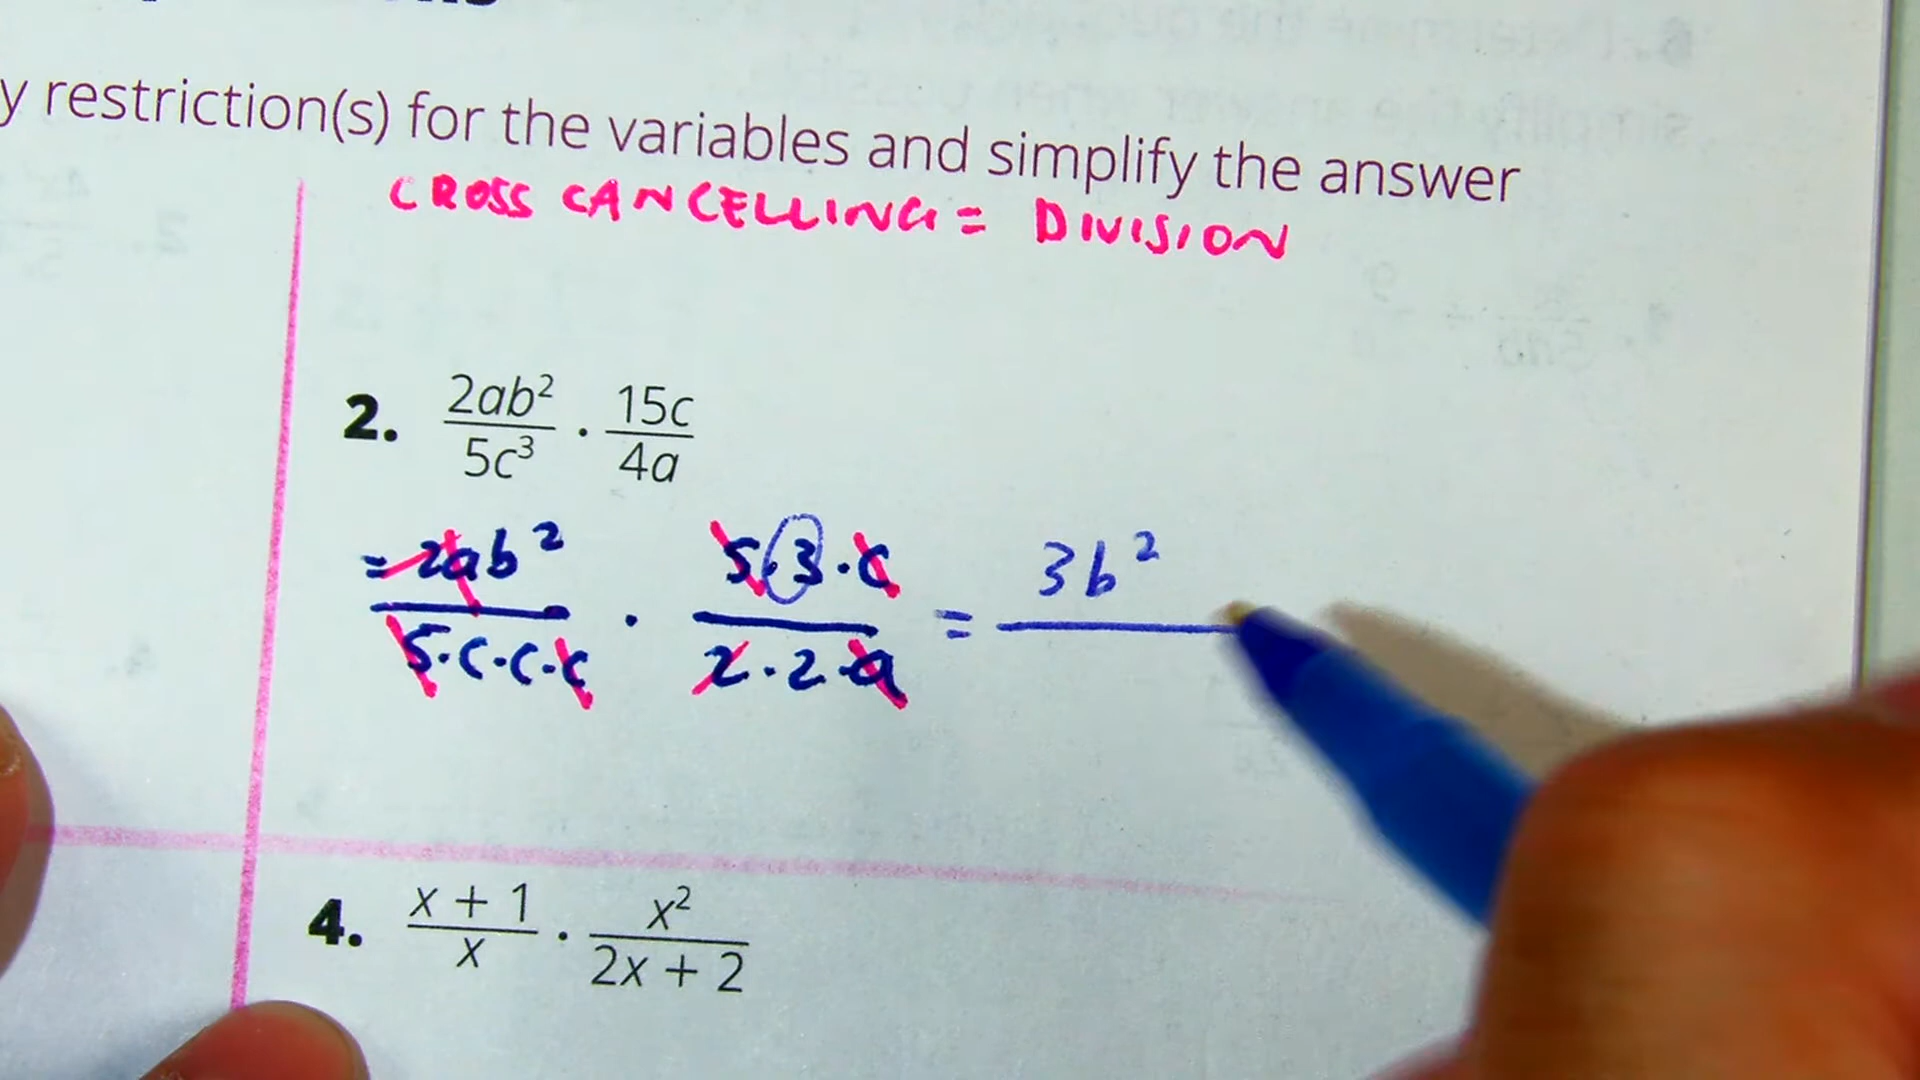 y restriction(s) for the variables and simplify the answer
CROSS CANCELLING = DIVISION
2. 2ab²/5c³ · 15c/4a
= 2ab²/5·c·c·c · 5·3·c/2·2·a = 3b²
4. x + 1/x · x²/2x + 2